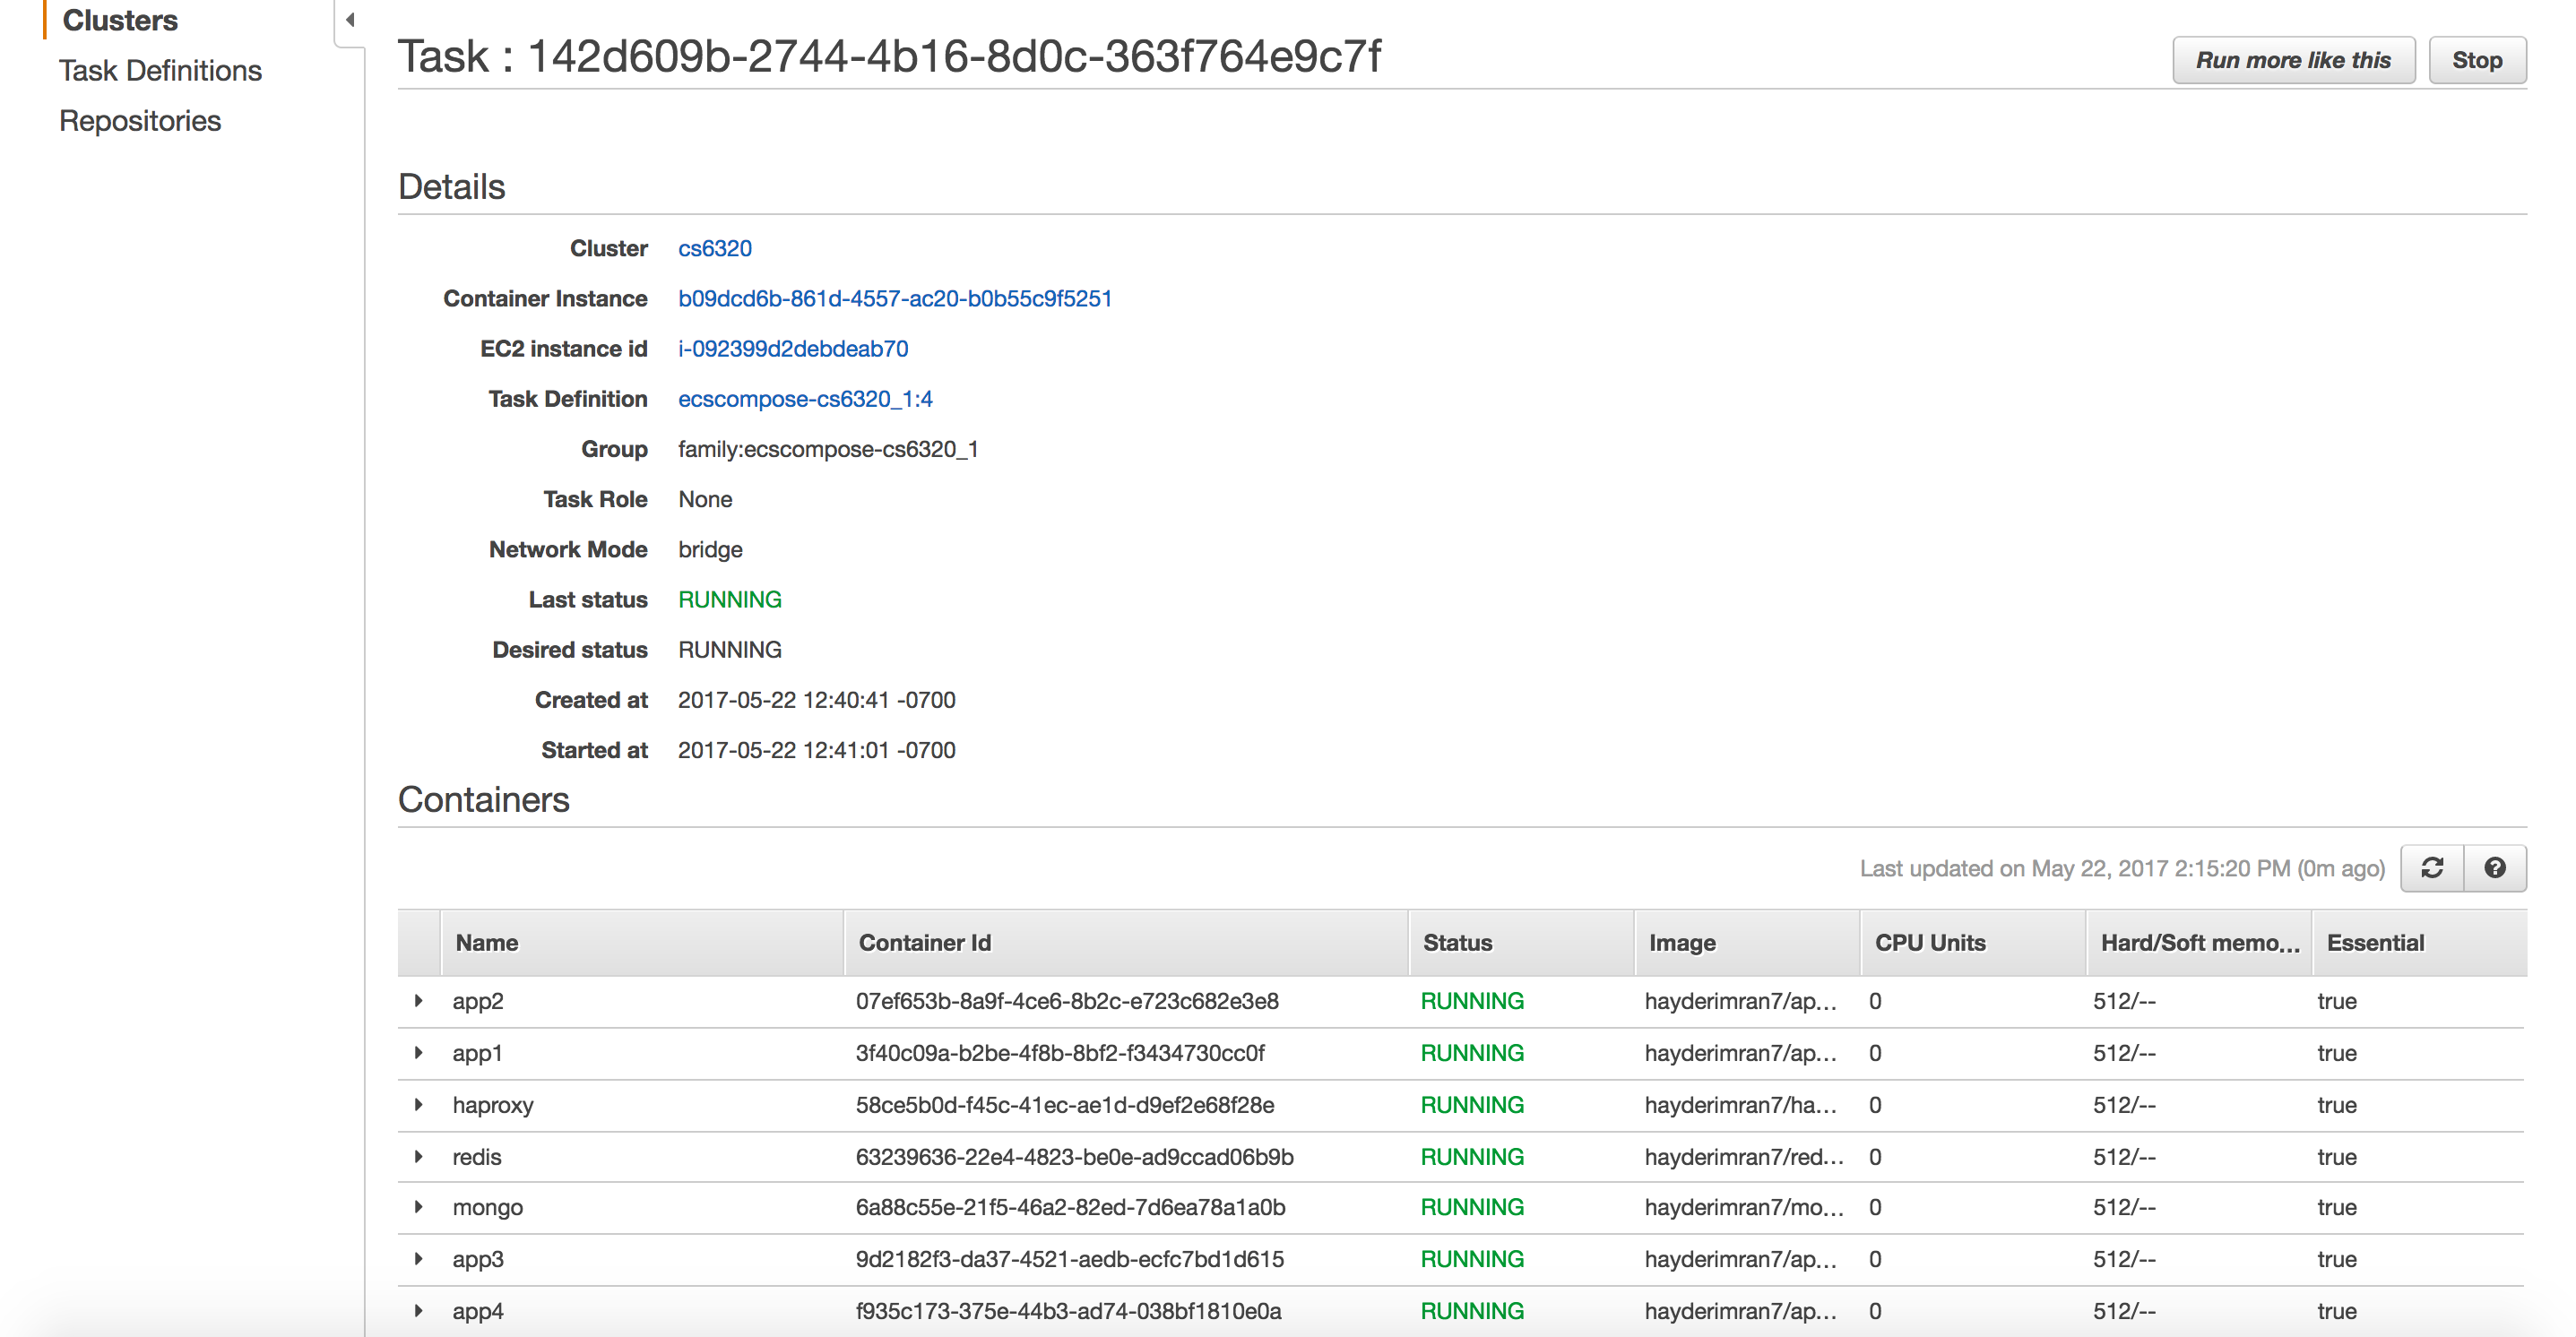 Clusters
Task Definitions
Repositories
Task : 142d609b-2744-4b16-8d0c-363f764e9c7f
Run more like this
Stop
Details
Cluster cs6320
Container Instance b09dcd6b-861d-4557-ac20-b0b55c9f5251
EC2 instance id i-092399d2debdeab70
Task Definition ecscompose-cs6320_1:4
Group family:ecscompose-cs6320_1
Task Role None
Network Mode bridge
Last status RUNNING
Desired status RUNNING
Created at 2017-05-22 12:40:41 -0700
Started at 2017-05-22 12:41:01 -0700
Containers
Last updated on May 22, 2017 2:15:20 PM (0m ago)
Name Container Id Status Image CPU Units Hard/Soft memo... Essential
app2 07ef653b-8a9f-4ce6-8b2c-e723c682e3e8 RUNNING hayderimran7/ap... 0 512/-- true
app1 3f40c09a-b2be-4f8b-8bf2-f3434730cc0f RUNNING hayderimran7/ap... 0 512/-- true
haproxy 58ce5b0d-f45c-41ec-ae1d-d9ef2e68f28e RUNNING hayderimran7/ha... 0 512/-- true
redis 63239636-22e4-4823-be0e-ad9ccad06b9b RUNNING hayderimran7/red... 0 512/-- true
mongo 6a88c55e-21f5-46a2-82ed-7d6ea78a1a0b RUNNING hayderimran7/mo... 0 512/-- true
app3 9d2182f3-da37-4521-aedb-ecfc7bd1d615 RUNNING hayderimran7/ap... 0 512/-- true
app4 f935c173-375e-44b3-ad74-038bf1810e0a RUNNING hayderimran7/ap... 0 512/-- true